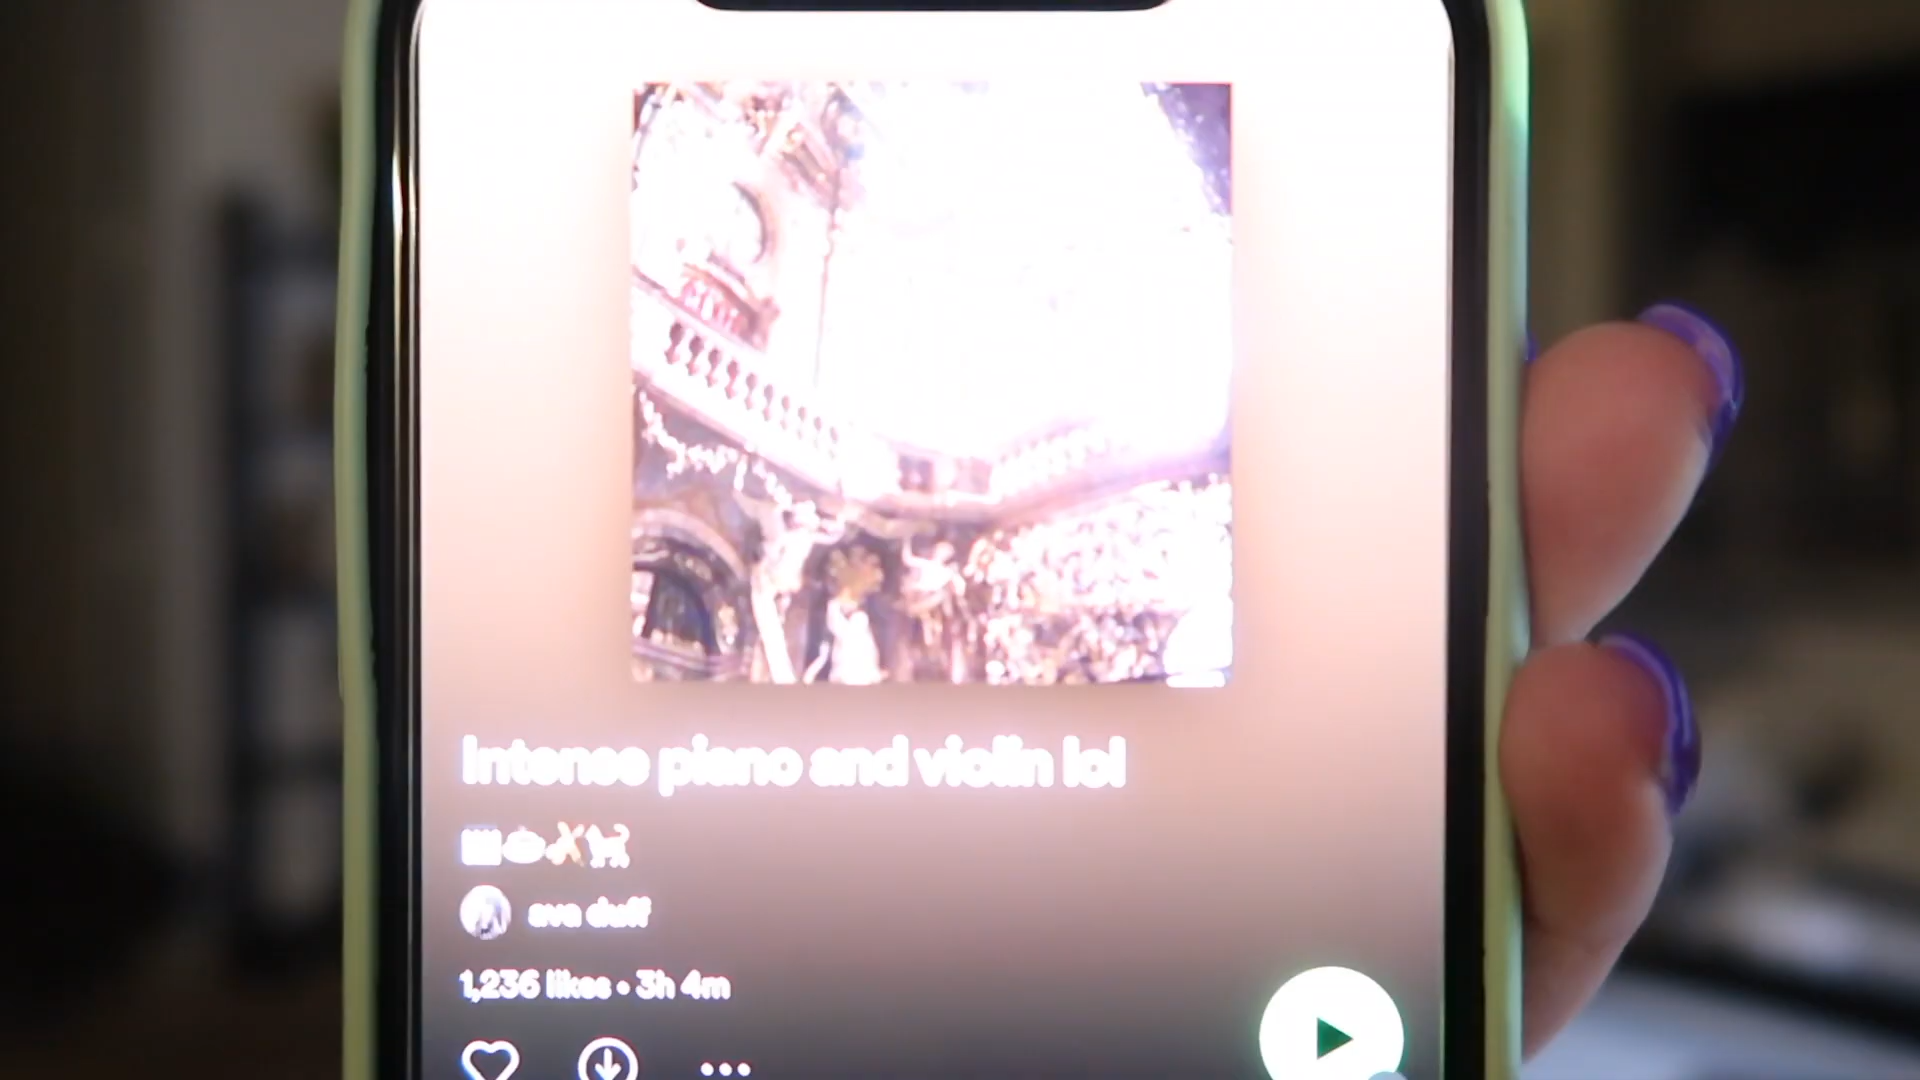 Intense piano and violin lol
ava duff
1,236 likes • 3h 4m